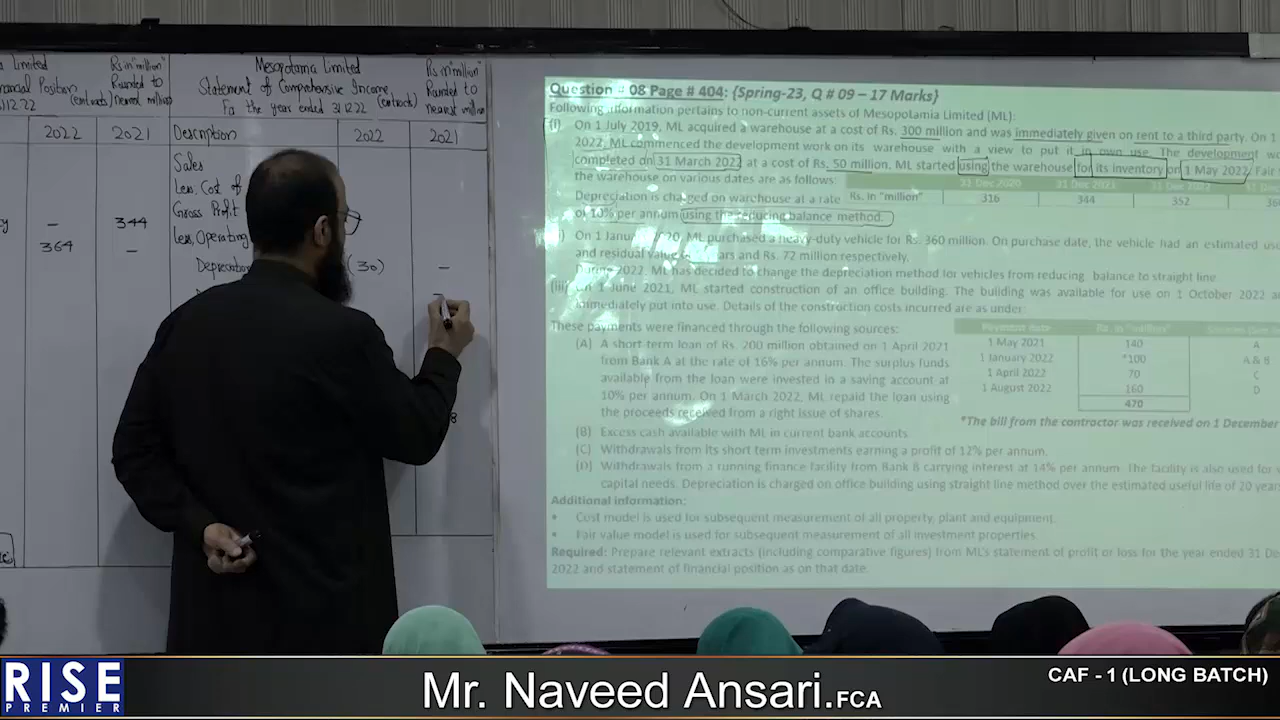 Limited
Financial Position
31.12.22
(extracts)
Rs in "million"
Rounded to
nearest million
2022
2021
- 344
364 -
Mesopotamia Limited
Statement of Comprehensive Income
For the year ended 31.12.22 (extracts)
Rs in "million"
Rounded to
nearest million
Description 2022 2021
Sales
Less, Cost of
Gross Profit
Less, Operating
Depreciation (30) -
8
Question # 08 Page # 404: {Spring-23, Q # 09 – 17 Marks}
Following information pertains to non-current assets of Mesopotamia Limited (ML):
(i) On 1 July 2019, ML acquired a warehouse at a cost of Rs. 300 million and was immediately given on rent to a third party. On 1
2022, ML commenced the development work on its warehouse with a view to put it in own use. The development
completed on 31 March 2022 at a cost of Rs. 50 million. ML started using the warehouse for its inventory on 1 May 2022. Fair
the warehouse on various dates are as follows:
31 Dec 2020 31 Dec 2021 31 Dec 2022
Rs. In "million" 316 344 352
Depreciation is charged on warehouse at a rate
of 10% per annum using the reducing balance method.
On 1 January 2020, ML purchased a heavy-duty vehicle for Rs. 360 million. On purchase date, the vehicle had an estimated
and residual value years and Rs. 72 million respectively.
During 2022, ML has decided to change the depreciation method for vehicles from reducing balance to straight line
(iii) On 1 June 2021, ML started construction of an office building. The building was available for use on 1 October 2022
immediately put into use. Details of the construction costs incurred are as under:
These payments were financed through the following sources:
(A) A short term loan of Rs. 200 million obtained on 1 April 2021
from Bank A at the rate of 16% per annum. The surplus funds
available from the loan were invested in a saving account at
10% per annum. On 1 March 2022, ML repaid the loan using
the proceeds received from a right issue of shares.
Payment date Rs. in "million"
1 May 2021 140 A
1 January 2022 *100 A & B
1 April 2022 70 C
1 August 2022 160 D
470
*The bill from the contractor was received on 1 December
(B) Excess cash available with ML in current bank accounts.
(C) Withdrawals from its short term investments earning a profit of 12% per annum.
(D) Withdrawals from a running finance facility from Bank B carrying interest at 14% per annum. The facility is also used for
capital needs. Depreciation is charged on office building using straight line method over the estimated useful life of 20
Additional information:
• Cost model is used for subsequent measurement of all property, plant and equipment.
• Fair value model is used for subsequent measurement of all investment properties.
Required: Prepare relevant extracts (including comparative figures) from ML's statement of profit or loss for the year ended 31
2022 and statement of financial position as on that date.
RISE
PREMIER
Mr. Naveed Ansari.FCA
CAF - 1 (LONG BATCH)